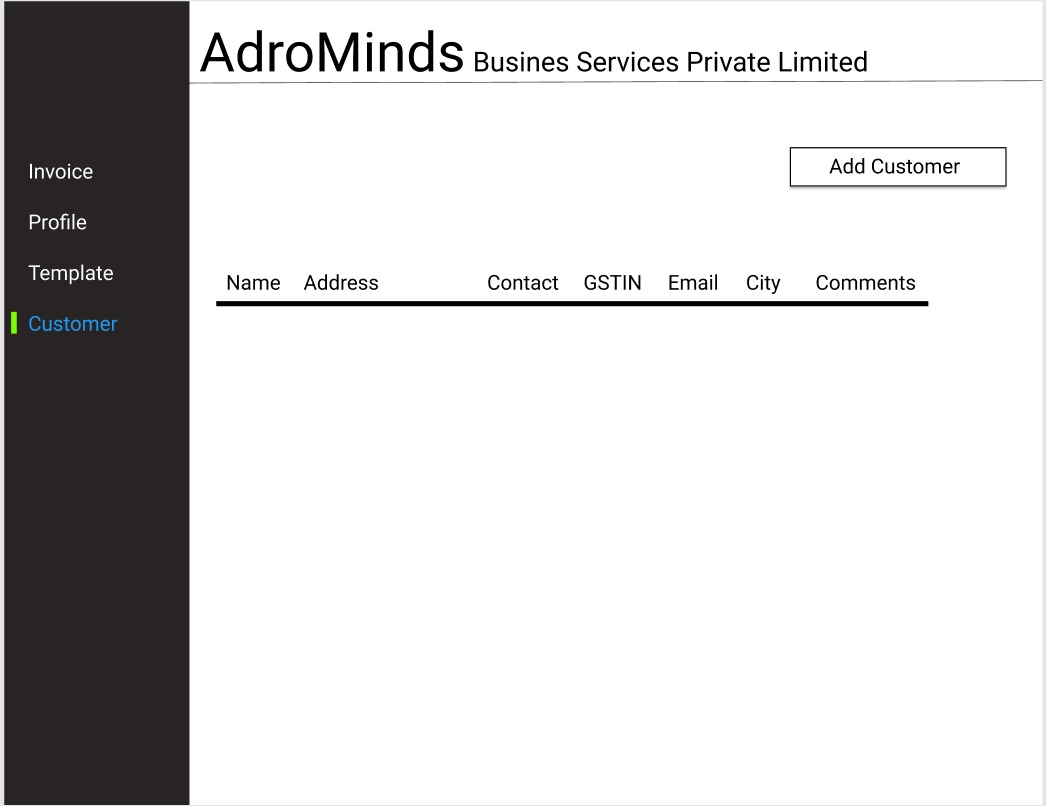 AdroMinds Busines Services Private Limited
Invoice
Profile
Template
Customer
Add Customer
Name Address Contact GSTIN Email City Comments